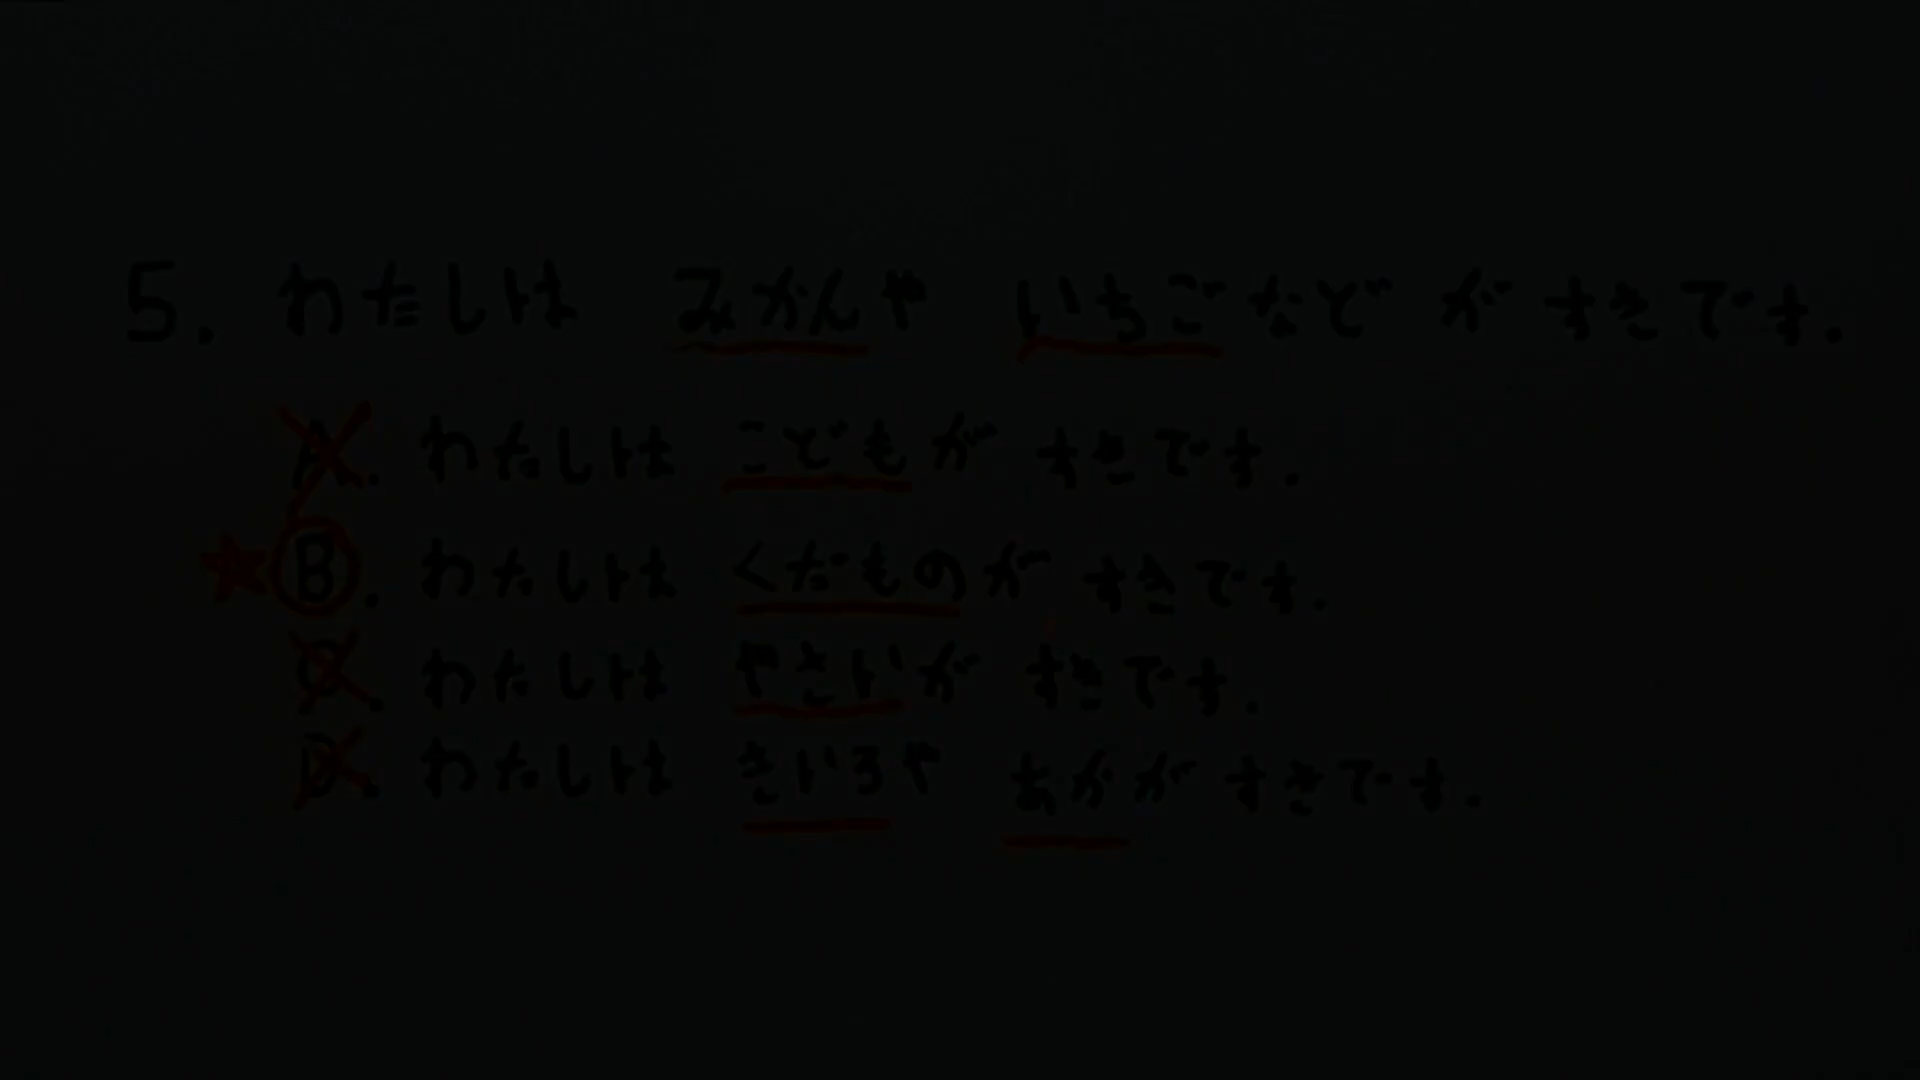 5. わたしは みかんや いちごなど が すきです.
A. わたしは こどもが すきです.
B. わたしは くだものが すきです.
C. わたしは やさいが すきです.
D. わたしは きいろや あかが すきです.